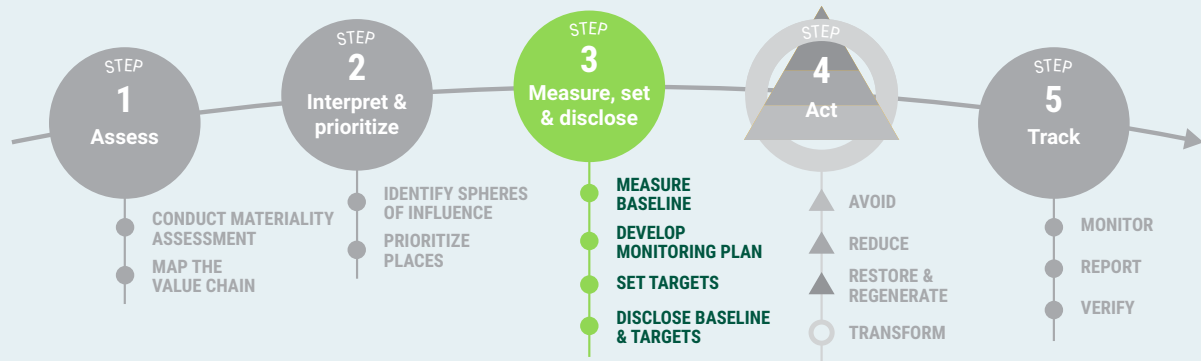 STEP
1
Assess
CONDUCT MATERIALITY
ASSESSMENT
MAP THE
VALUE CHAIN
STEP
2
Interpret &
prioritize
IDENTIFY SPHERES
OF INFLUENCE
PRIORITIZE
PLACES
STEP
3
Measure, set
& disclose
MEASURE
BASELINE
DEVELOP
MONITORING PLAN
SET TARGETS
DISCLOSE BASELINE
& TARGETS
STEP
4
Act
AVOID
REDUCE
RESTORE &
REGENERATE
TRANSFORM
STEP
5
Track
MONITOR
REPORT
VERIFY